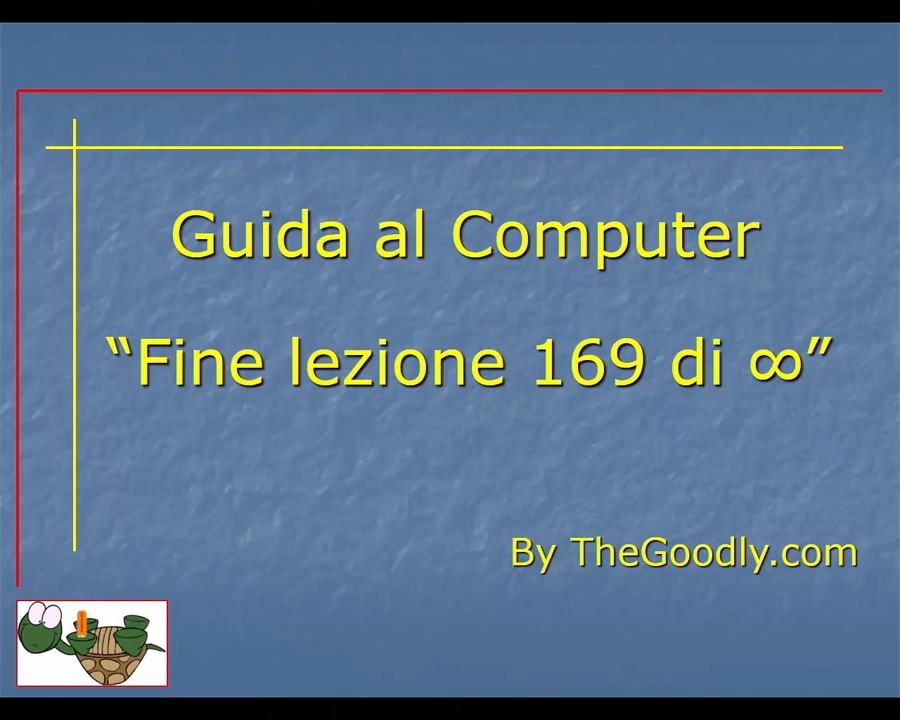 Guida al Computer
“Fine lezione 169 di ∞”
By TheGoodly.com